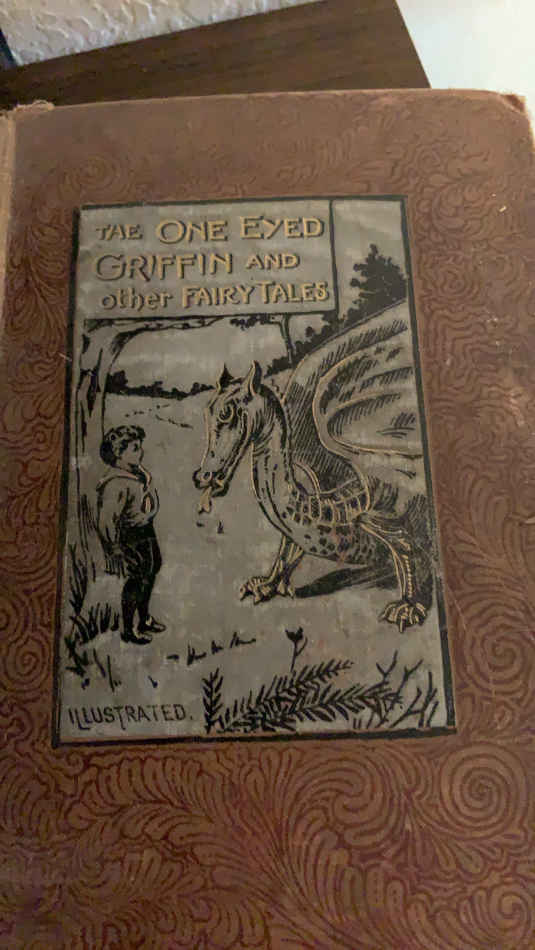 THE ONE EYED
GRIFFIN AND
other FAIRY TALES
ILLUSTRATED.